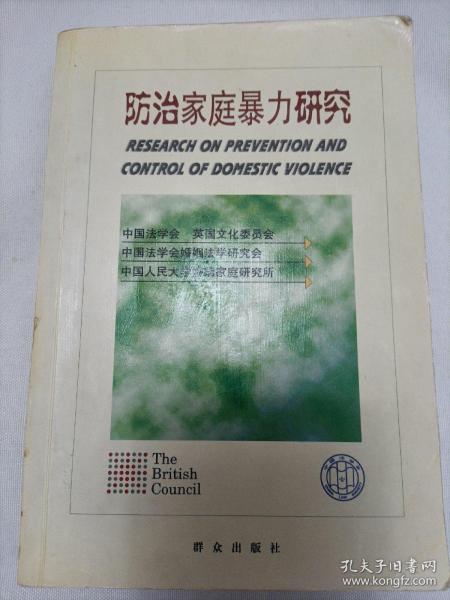 防治家庭暴力研究
RESEARCH ON PREVENTION AND
CONTROL OF DOMESTIC VIOLENCE
中国法学会 英国文化委员会
中国法学会婚姻法学研究会
中国人民大学婚姻家庭研究所
The
British
Council
群众出版社
孔夫子旧书网
www.kongfz.com